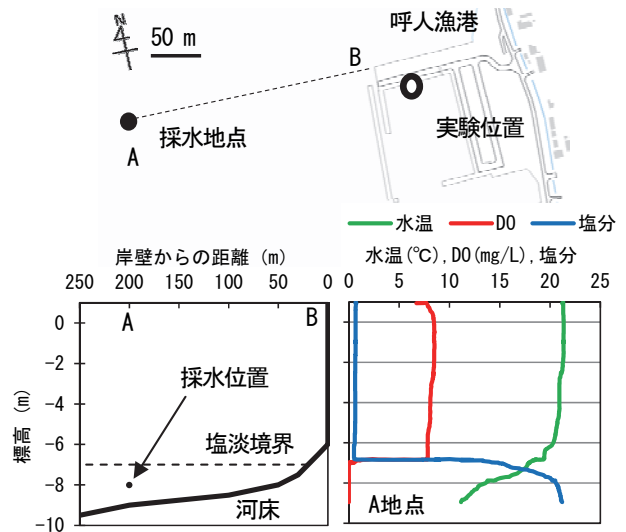 N
50 m
呼人漁港
B
採水地点
A
実験位置
水温 DO 塩分
岸壁からの距離 (m)
250 200 150 100 50 0
A B
採水位置
塩淡境界
河床
標高 (m)
0
-2
-4
-6
-8
-10
水温(℃),DO(mg/L),塩分
0 5 10 15 20 25
A地点